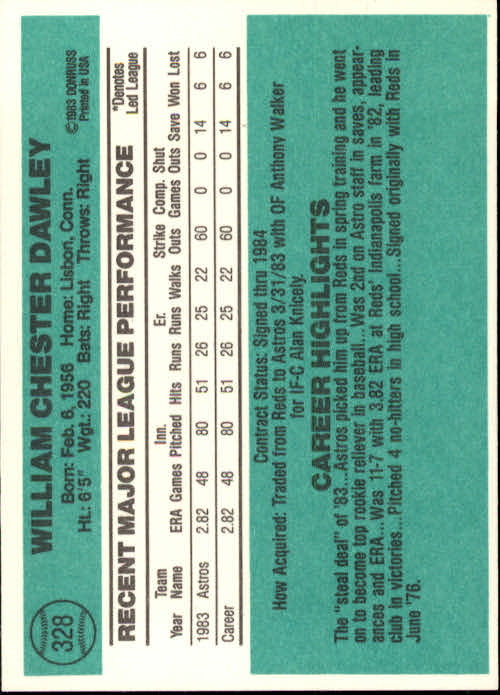 328
WILLIAM CHESTER DAWLEY
©1983 DONRUSS
Printed in USA
Born: Feb. 6, 1956 Home: Lisbon, Conn.
Ht.: 6'5" Wgt.: 220 Bats: Right Throws: Right
RECENT MAJOR LEAGUE PERFORMANCE
*Denotes
Led League
Team Inn. Er. Strike Comp. Shut
Year Name ERA Games Pitched Hits Runs Runs Walks Outs Games Outs Save Won Lost
1983 Astros 2.82 48 80 51 26 25 22 60 0 0 14 6 6
Career 2.82 48 80 51 26 25 22 60 0 0 14 6 6
Contract Status: Signed thru 1984
How Acquired: Traded from Reds to Astros 3/31/83 with OF Anthony Walker
for IF-C Alan Knicely.
CAREER HIGHLIGHTS
The "steal deal" of '83...Astros picked him up from Reds in spring training and he went
on to become top rookie reliever in baseball...Was 2nd on Astro staff in saves, appear-
ances and ERA...Was 11-7 with 3.82 ERA at Reds' Indianapolis farm in '82, leading
club in victories...Pitched 4 no-hitters in high school...Signed originally with Reds in
June '76.